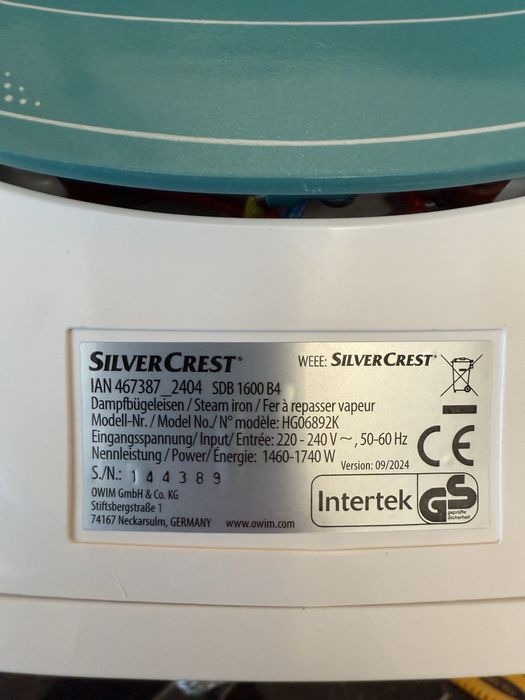 SILVERCREST®
WEEE: SILVERCREST®
IAN 467387_2404 SDB 1600 B4
Dampfbügeleisen / Steam iron / Fer à repasser vapeur
Modell-Nr. / Model No./ N° modèle: HG06892K
Eingangsspannung/ Input/ Entrée: 220 - 240 V ~, 50-60 Hz
Nennleistung / Power/ Énergie: 1460-1740 W
Version: 09/2024
S./N.: 144389
OWIM GmbH & Co. KG
Stiftsbergstraße 1
74167 Neckarsulm, GERMANY www.owim.com
CE
Intertek
GS
geprüfte
Sicherheit